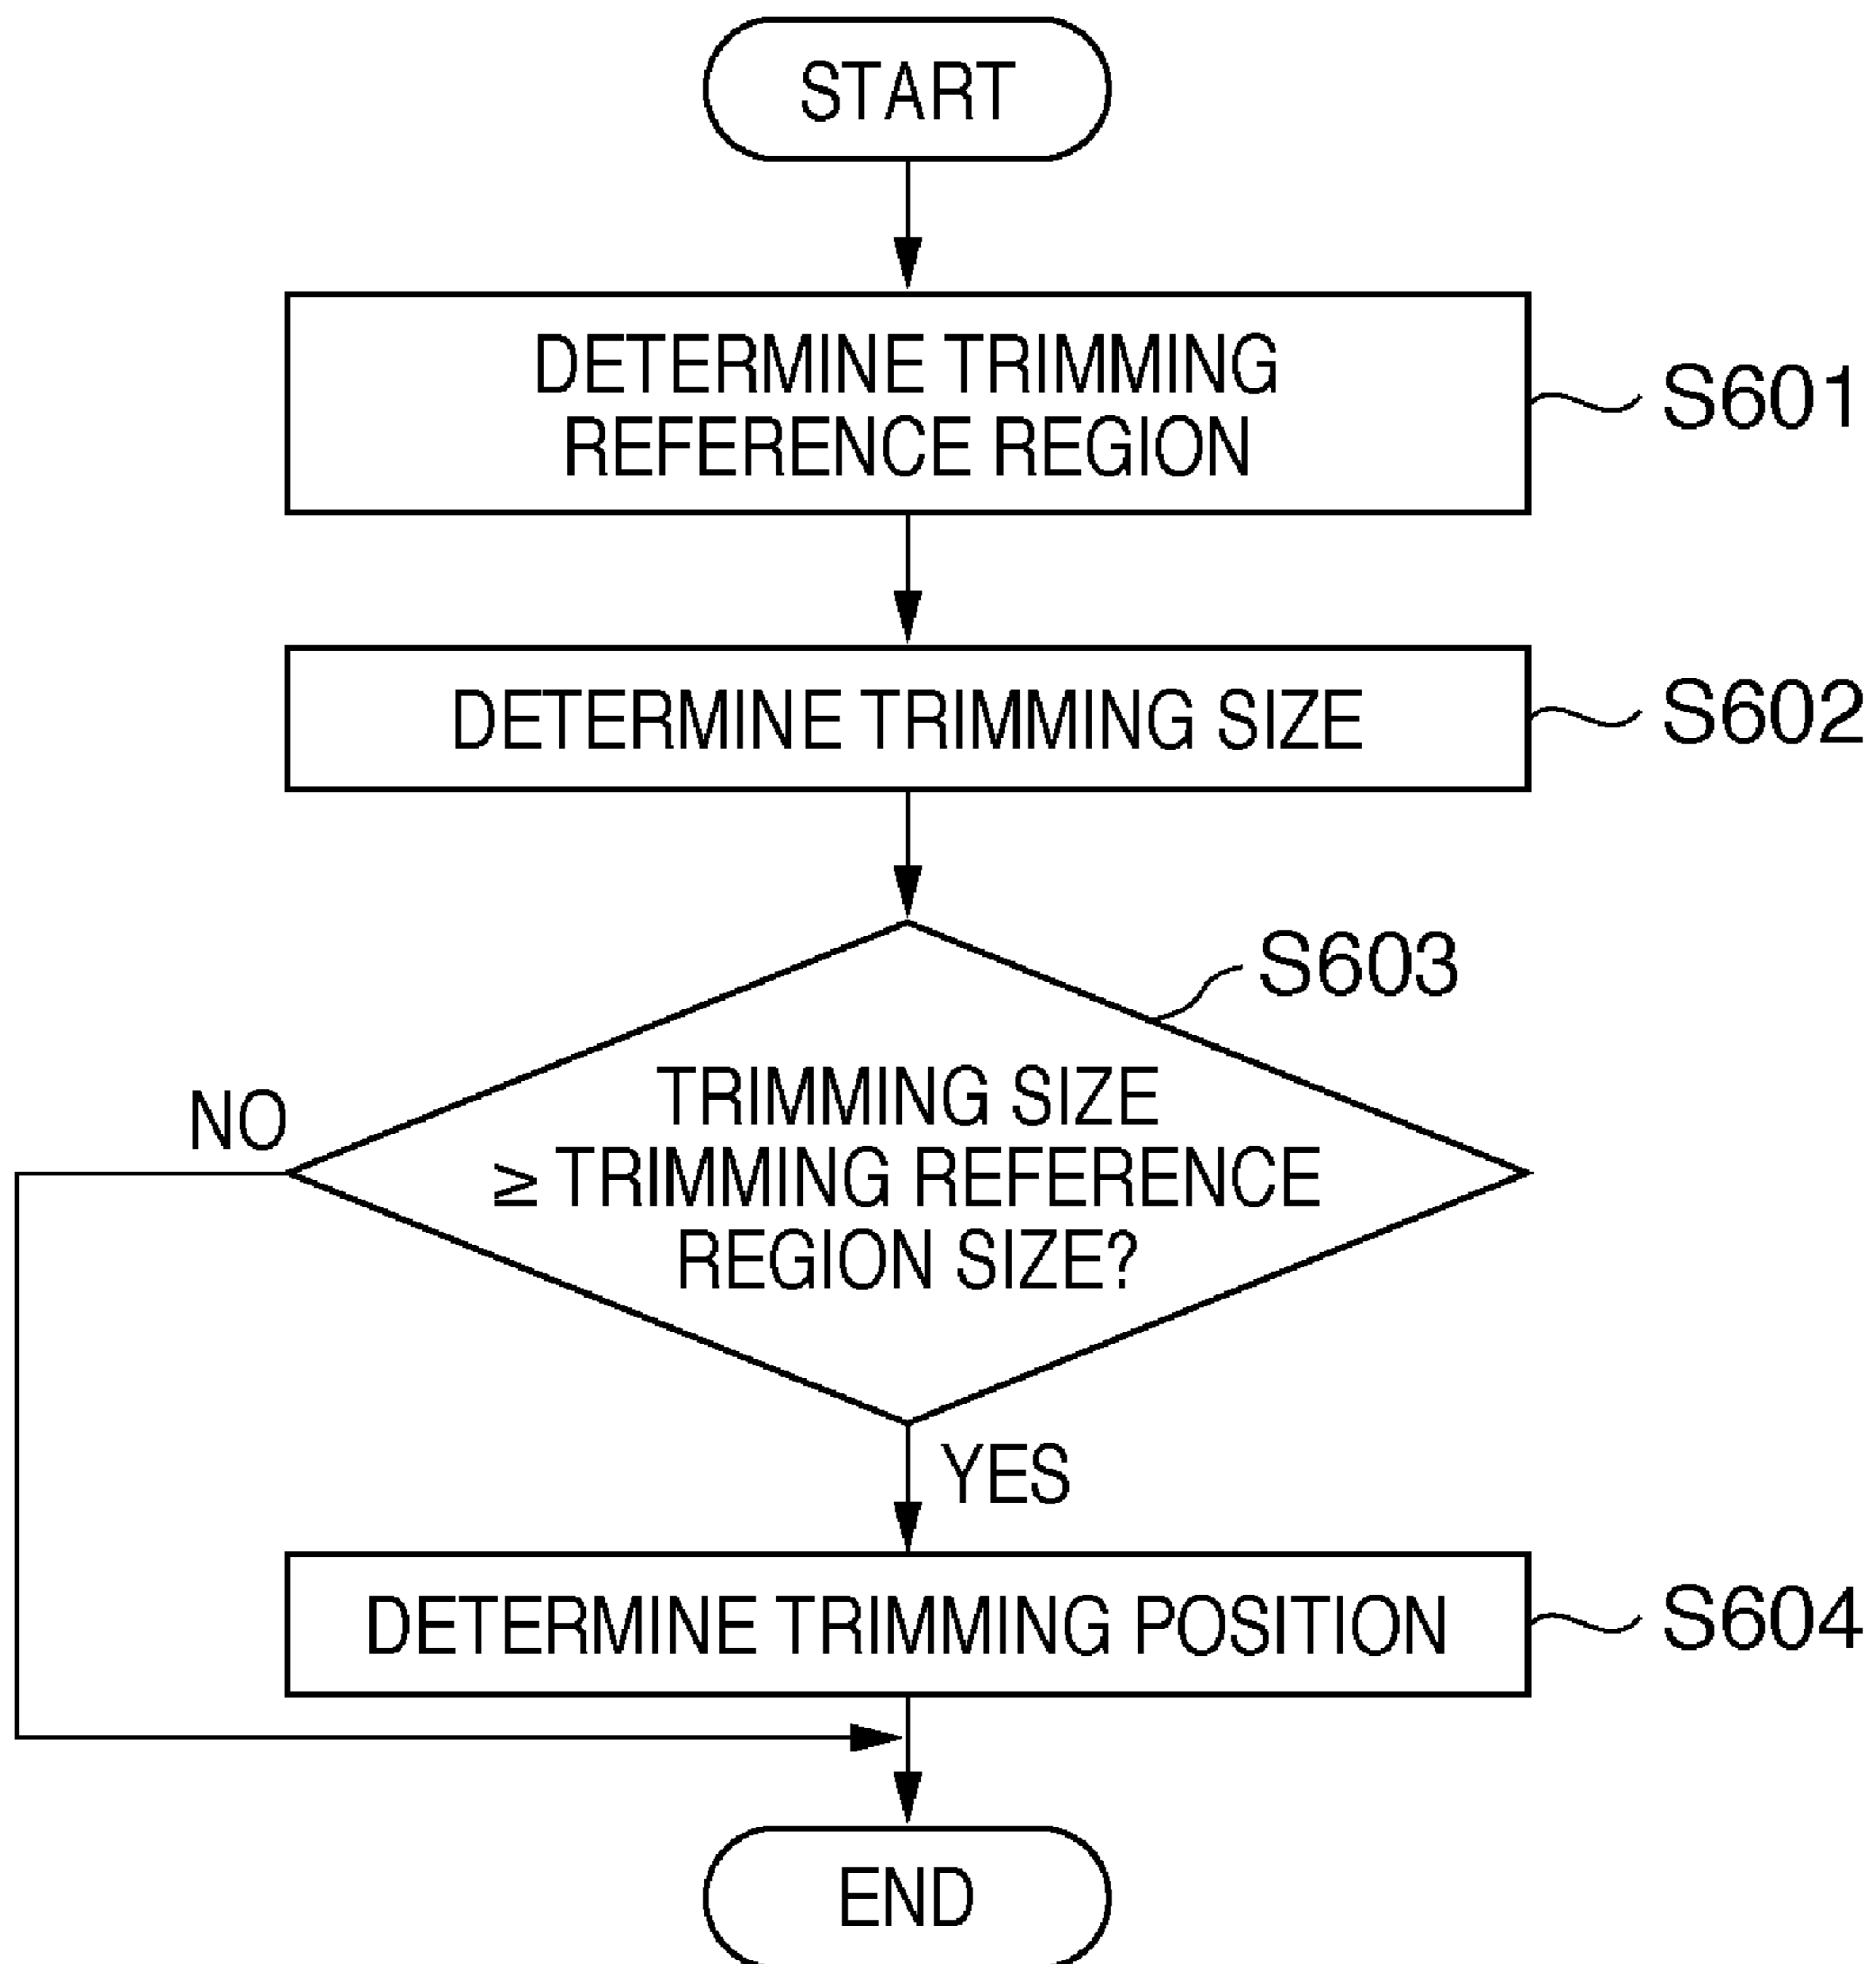 START
DETERMINE TRIMMING
REFERENCE REGION
S601
DETERMINE TRIMMING SIZE
S602
S603
TRIMMING SIZE
≥ TRIMMING REFERENCE
REGION SIZE?
NO
YES
DETERMINE TRIMMING POSITION
S604
END